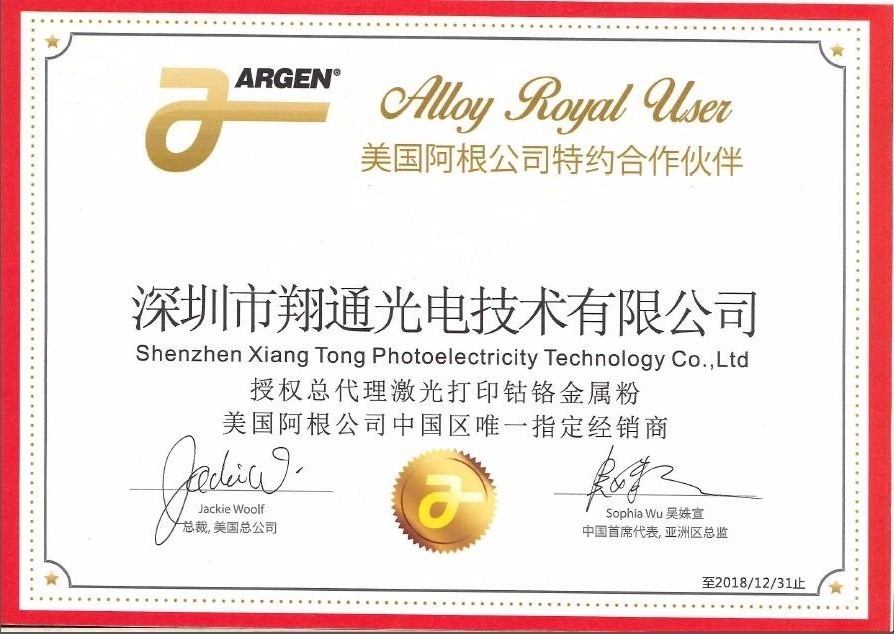 ARGEN®
Alloy Royal User
美国阿根公司特约合作伙伴
深圳市翔通光电技术有限公司
Shenzhen Xiang Tong Photoelectricity Technology Co.,Ltd
授权总代理激光打印钴铬金属粉
美国阿根公司中国区唯一指定经销商
Jackie Woolf
总裁, 美国总公司
Sophia Wu 吴姝宣
中国首席代表, 亚洲区总监
至2018/12/31止